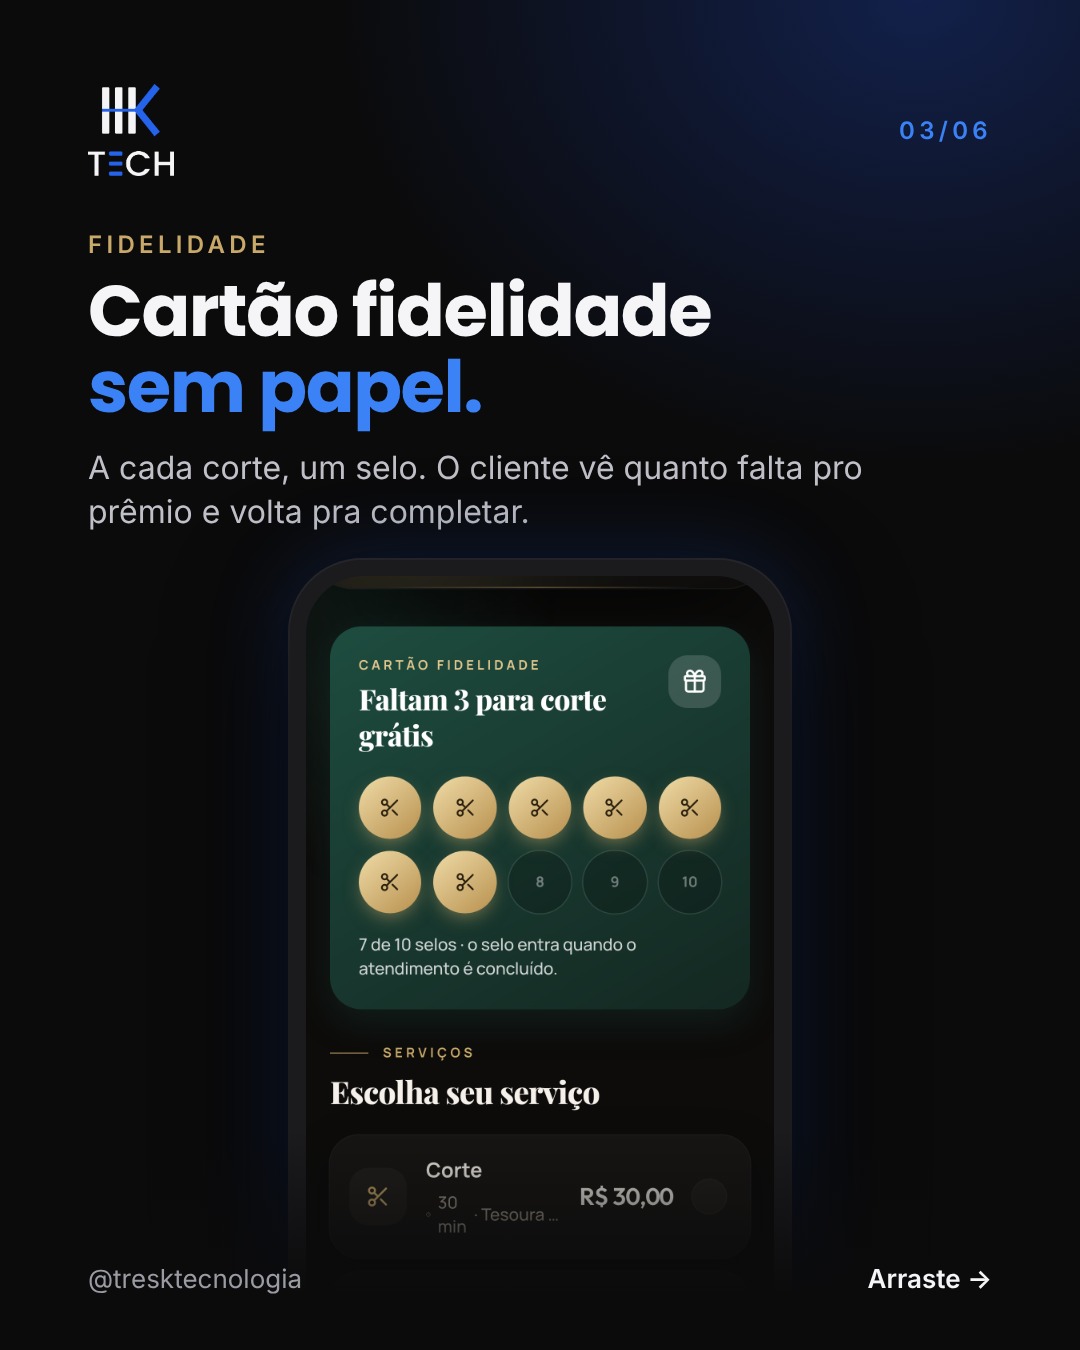 TECH
03/06
FIDELIDADE
Cartão fidelidade
sem papel.
A cada corte, um selo. O cliente vê quanto falta pro
prêmio e volta pra completar.
CARTÃO FIDELIDADE
Faltam 3 para corte
grátis
8 9 10
7 de 10 selos · o selo entra quando o
atendimento é concluído.
SERVIÇOS
Escolha seu serviço
Corte
30
min
· Tesoura ...
R$ 30,00
@tresktecnologia
Arraste →